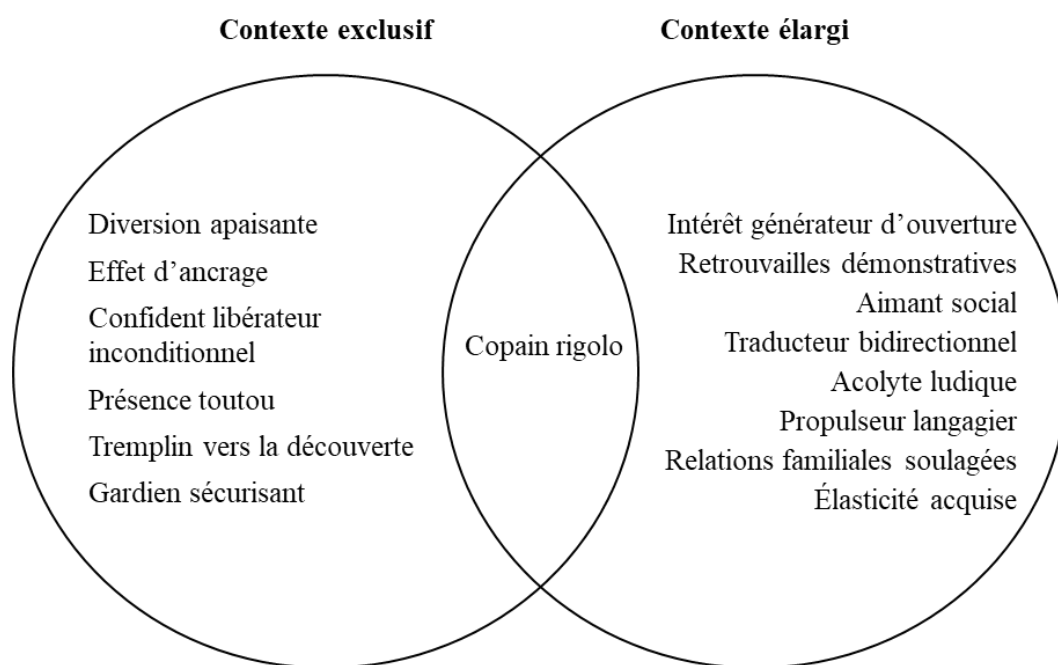 Contexte exclusif
Contexte élargi
Diversion apaisante
Effet d'ancrage
Confident libérateur
inconditionnel
Présence toutou
Tremplin vers la découverte
Gardien sécurisant
Copain rigolo
Intérêt générateur d'ouverture
Retrouvailles démonstratives
Aimant social
Traducteur bidirectionnel
Acolyte ludique
Propulseur langagier
Relations familiales soulagées
Élasticité acquise